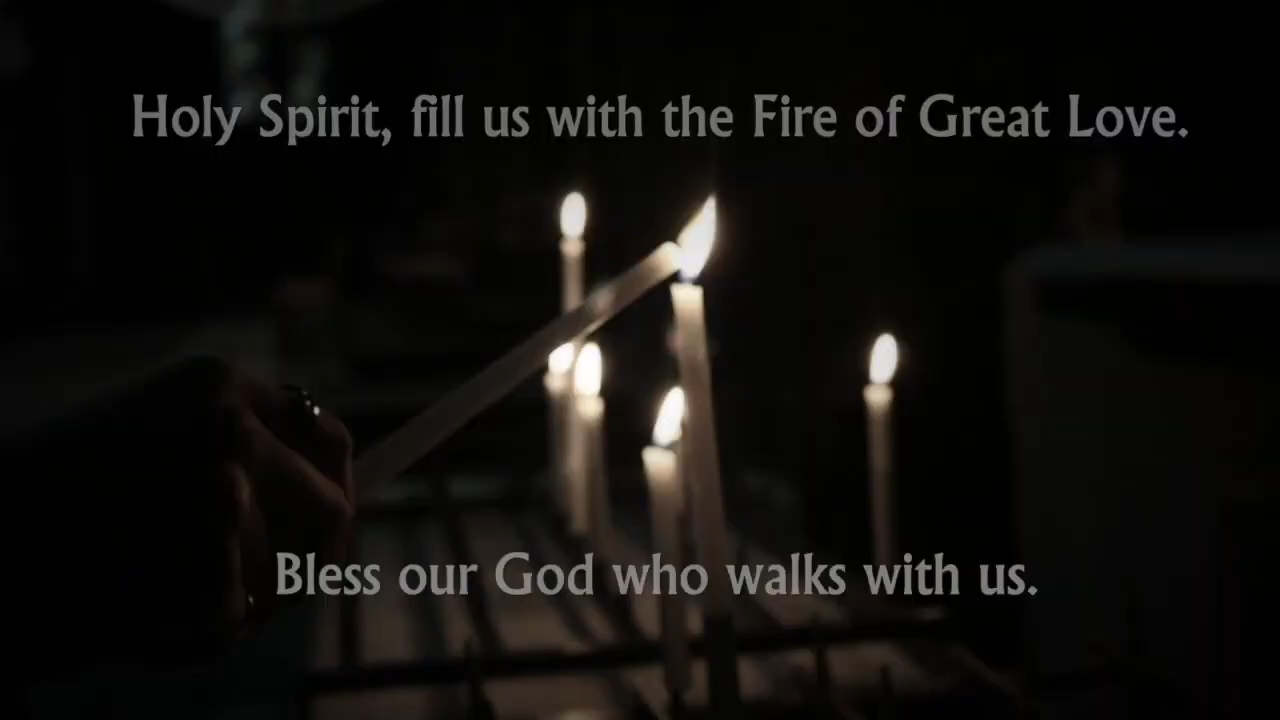 Holy Spirit, fill us with the Fire of Great Love.
Bless our God who walks with us.